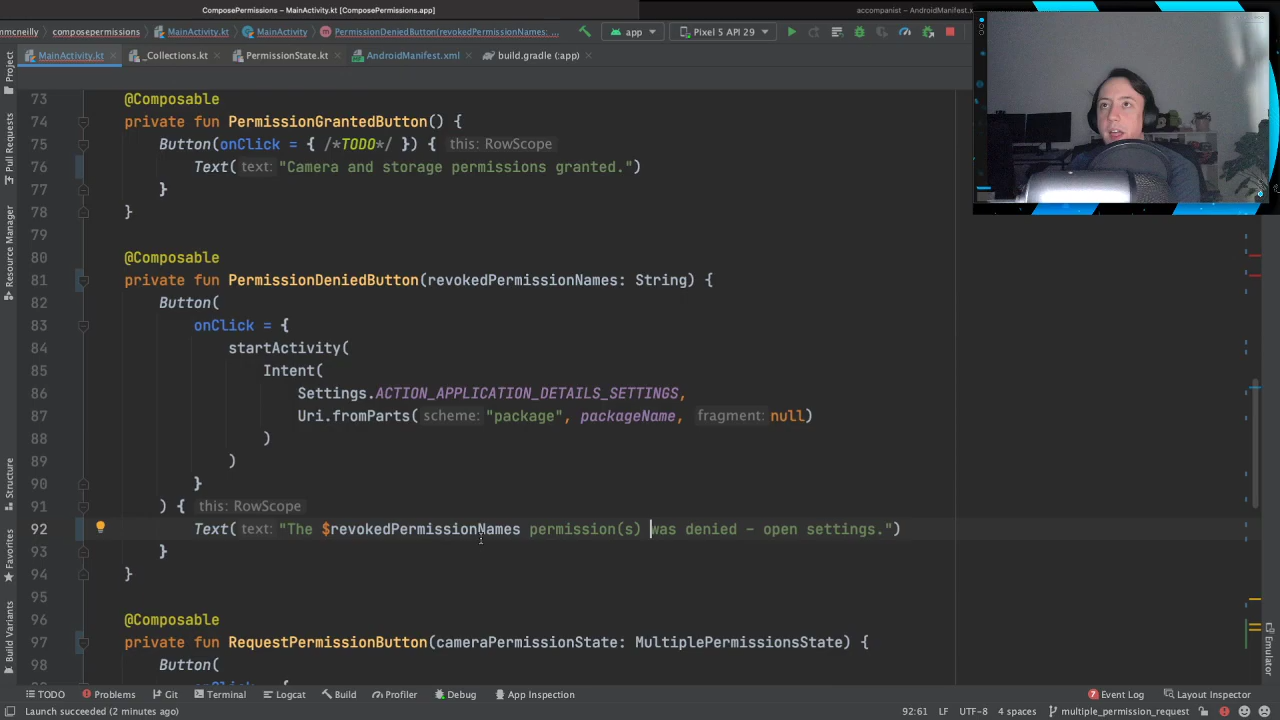 ComposePermissions – MainActivity.kt [ComposePermissions.app]
accompanist – AndroidManifest.x
mmcneilly
composepermissions
MainActivity.kt
MainActivity
PermissionDeniedButton(revokedPermissionNames: ...
app
Pixel 5 API 29
MainActivity.kt
_Collections.kt
PermissionState.kt
AndroidManifest.xml
build.gradle (:app)
Project
Pull Requests
Resource Manager
Structure
Favorites
Build Variants
73 @Composable
74 private fun PermissionGrantedButton() {
75 Button(onClick = { /*TODO*/ }) { this: RowScope
76 Text( text: "Camera and storage permissions granted.")
77 }
78 }
79
80 @Composable
81 private fun PermissionDeniedButton(revokedPermissionNames: String) {
82 Button(
83 onClick = {
84 startActivity(
85 Intent(
86 Settings.ACTION_APPLICATION_DETAILS_SETTINGS,
87 Uri.fromParts( scheme: "package", packageName, fragment: null)
88 )
89 )
90 }
91 ) { this: RowScope
92 Text( text: "The $revokedPermissionNames permission(s) was denied - open settings.")
93 }
94 }
95
96 @Composable
97 private fun RequestPermissionButton(cameraPermissionState: MultiplePermissionsState) {
98 Button(
Emulator
TODO
Problems
Git
Terminal
Logcat
Build
Profiler
Debug
App Inspection
Event Log
Layout Inspector
Launch succeeded (2 minutes ago)
92:61
LF
UTF-8
4 spaces
multiple_permission_request